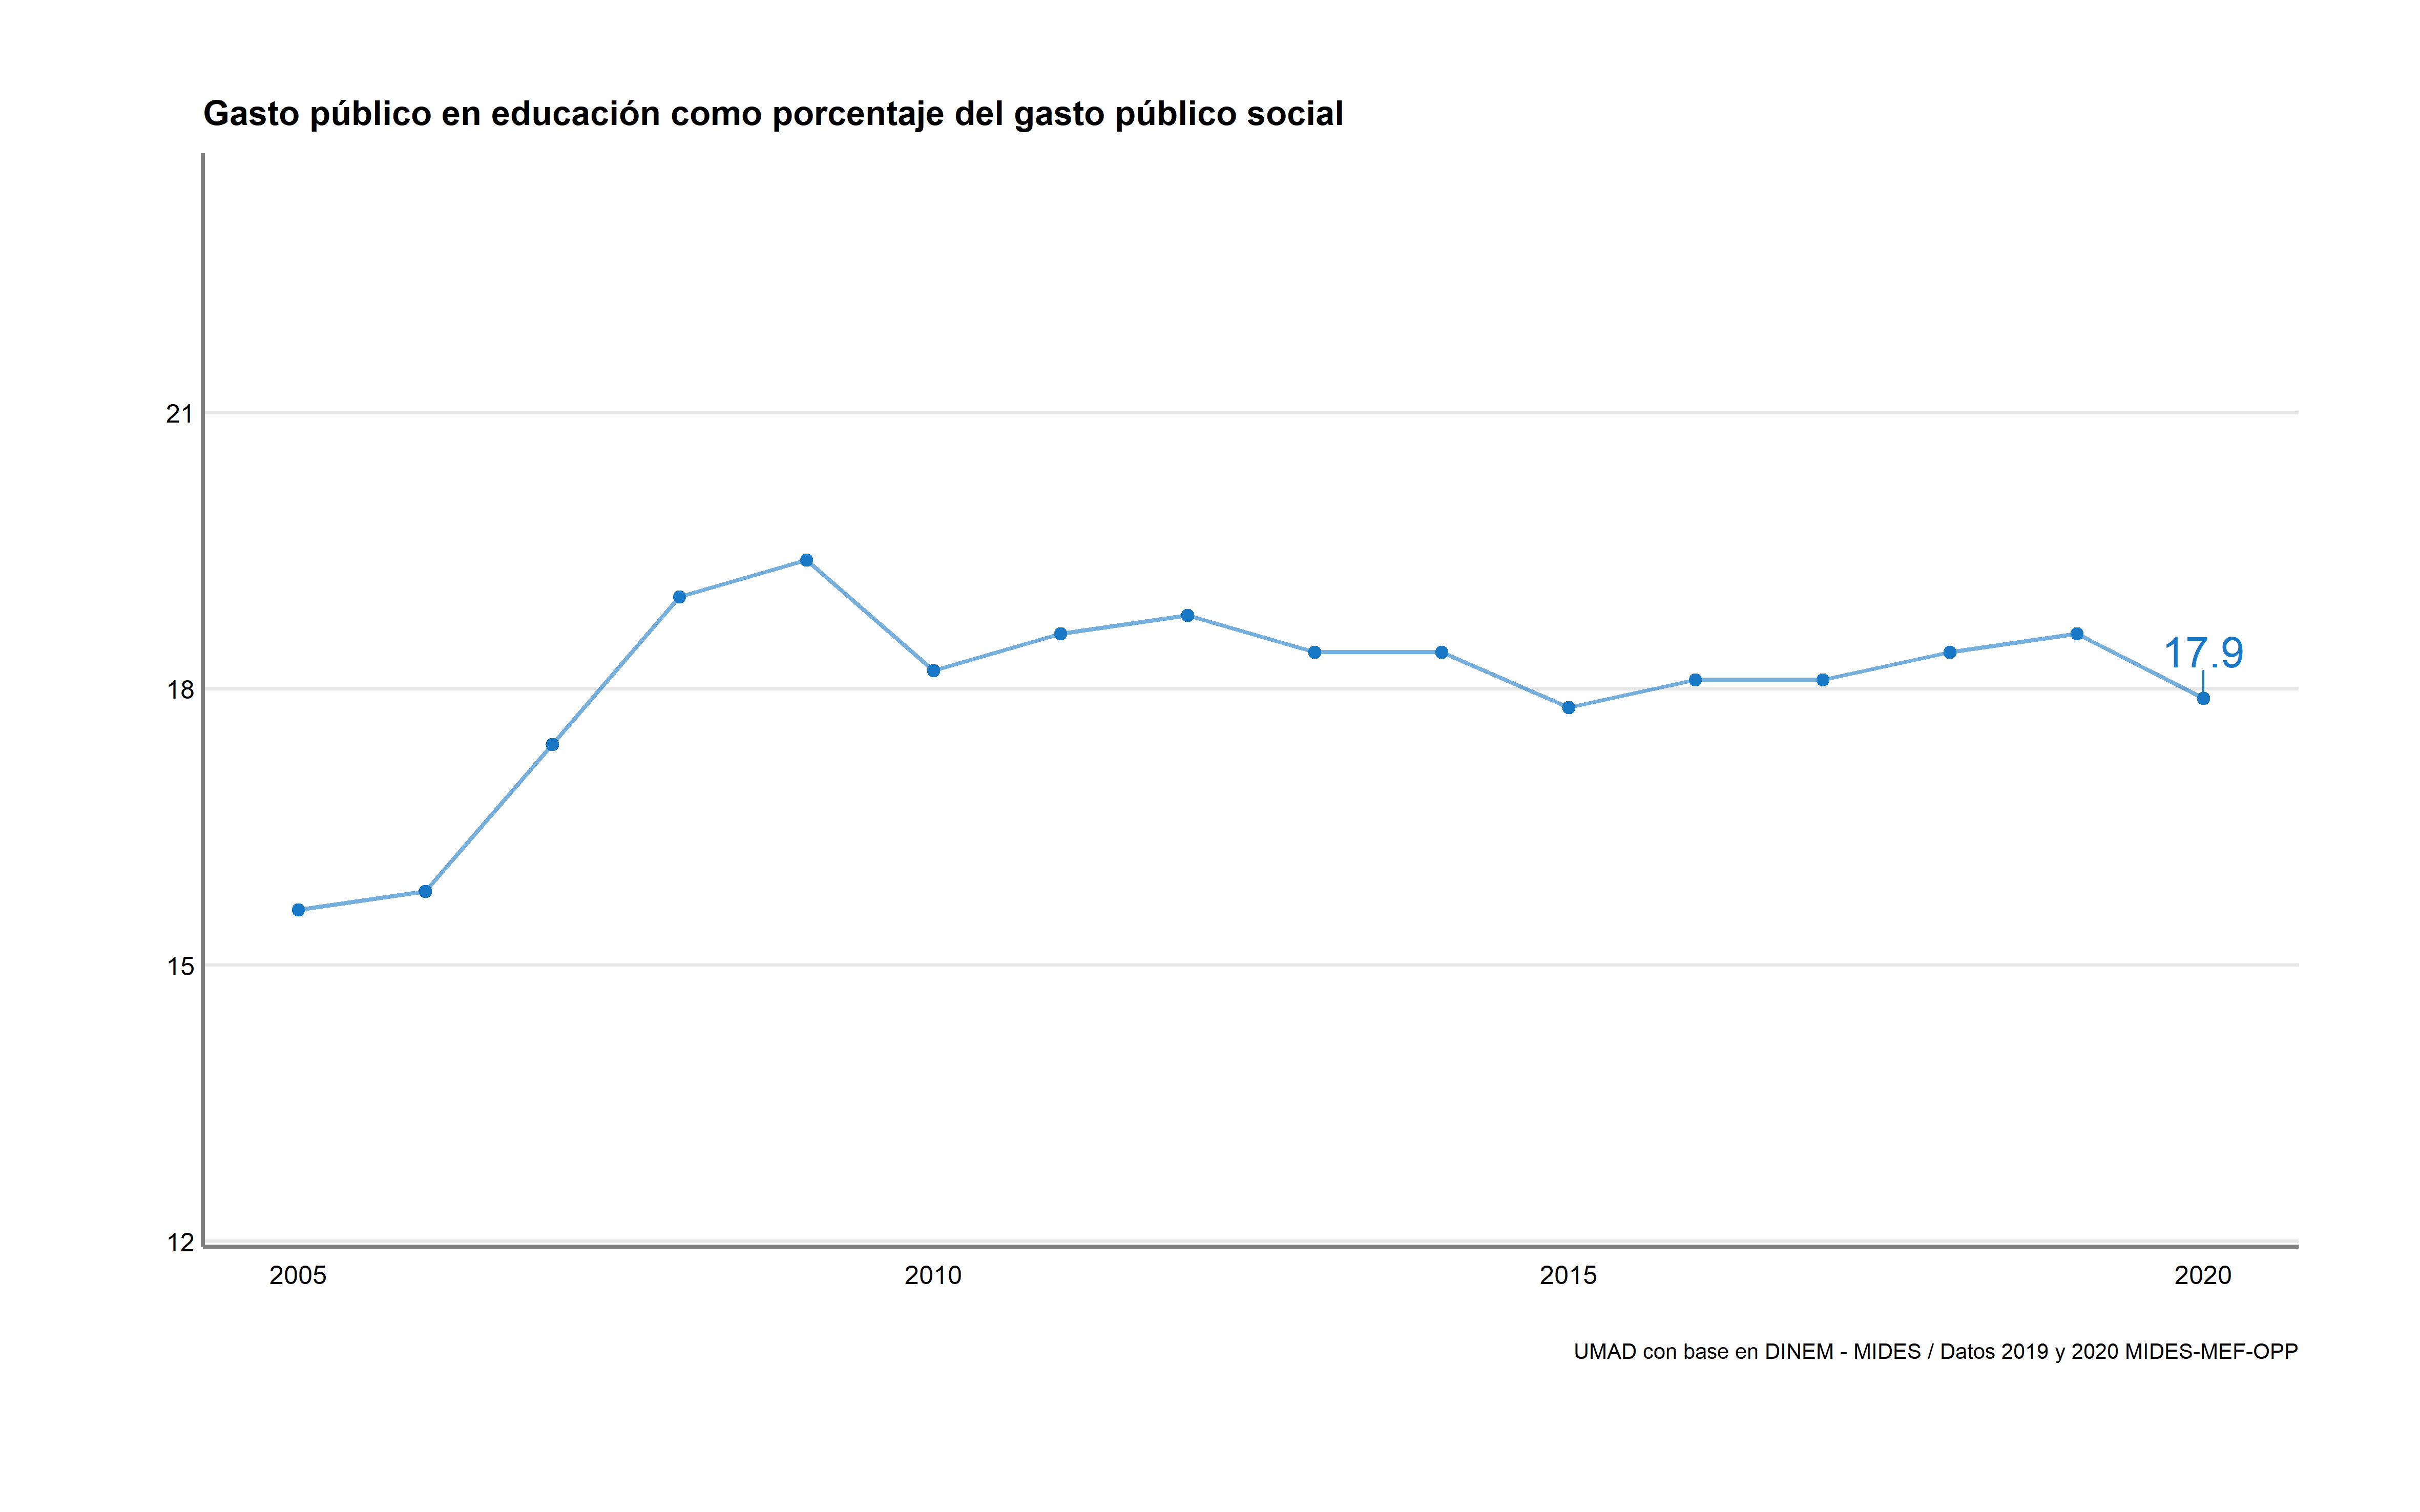 Gasto público en educación como porcentaje del gasto público social
21
18
15
12
17.9
2005 2010 2015 2020
UMAD con base en DINEM - MIDES / Datos 2019 y 2020 MIDES-MEF-OPP